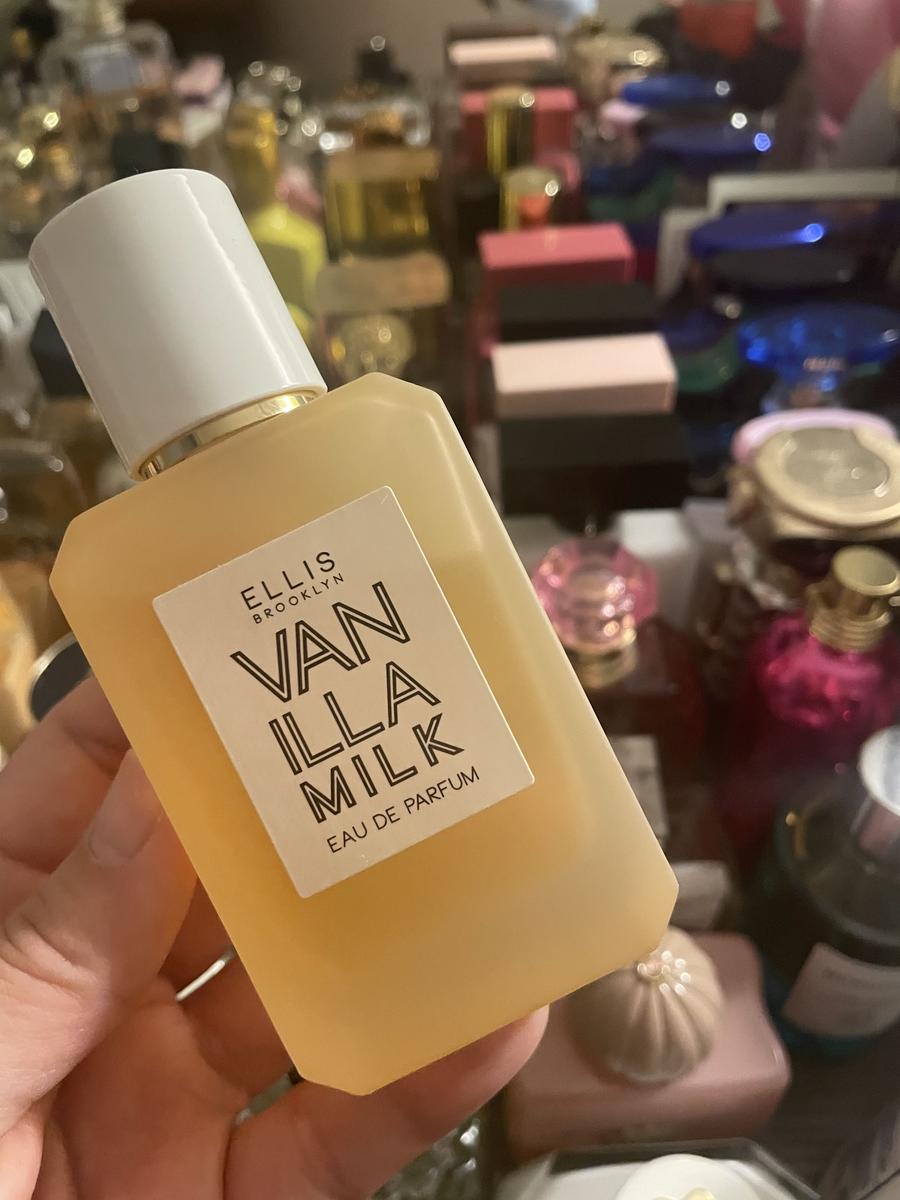 ELLIS
BROOKLYN
VAN
ILLA
MILK
EAU DE PARFUM